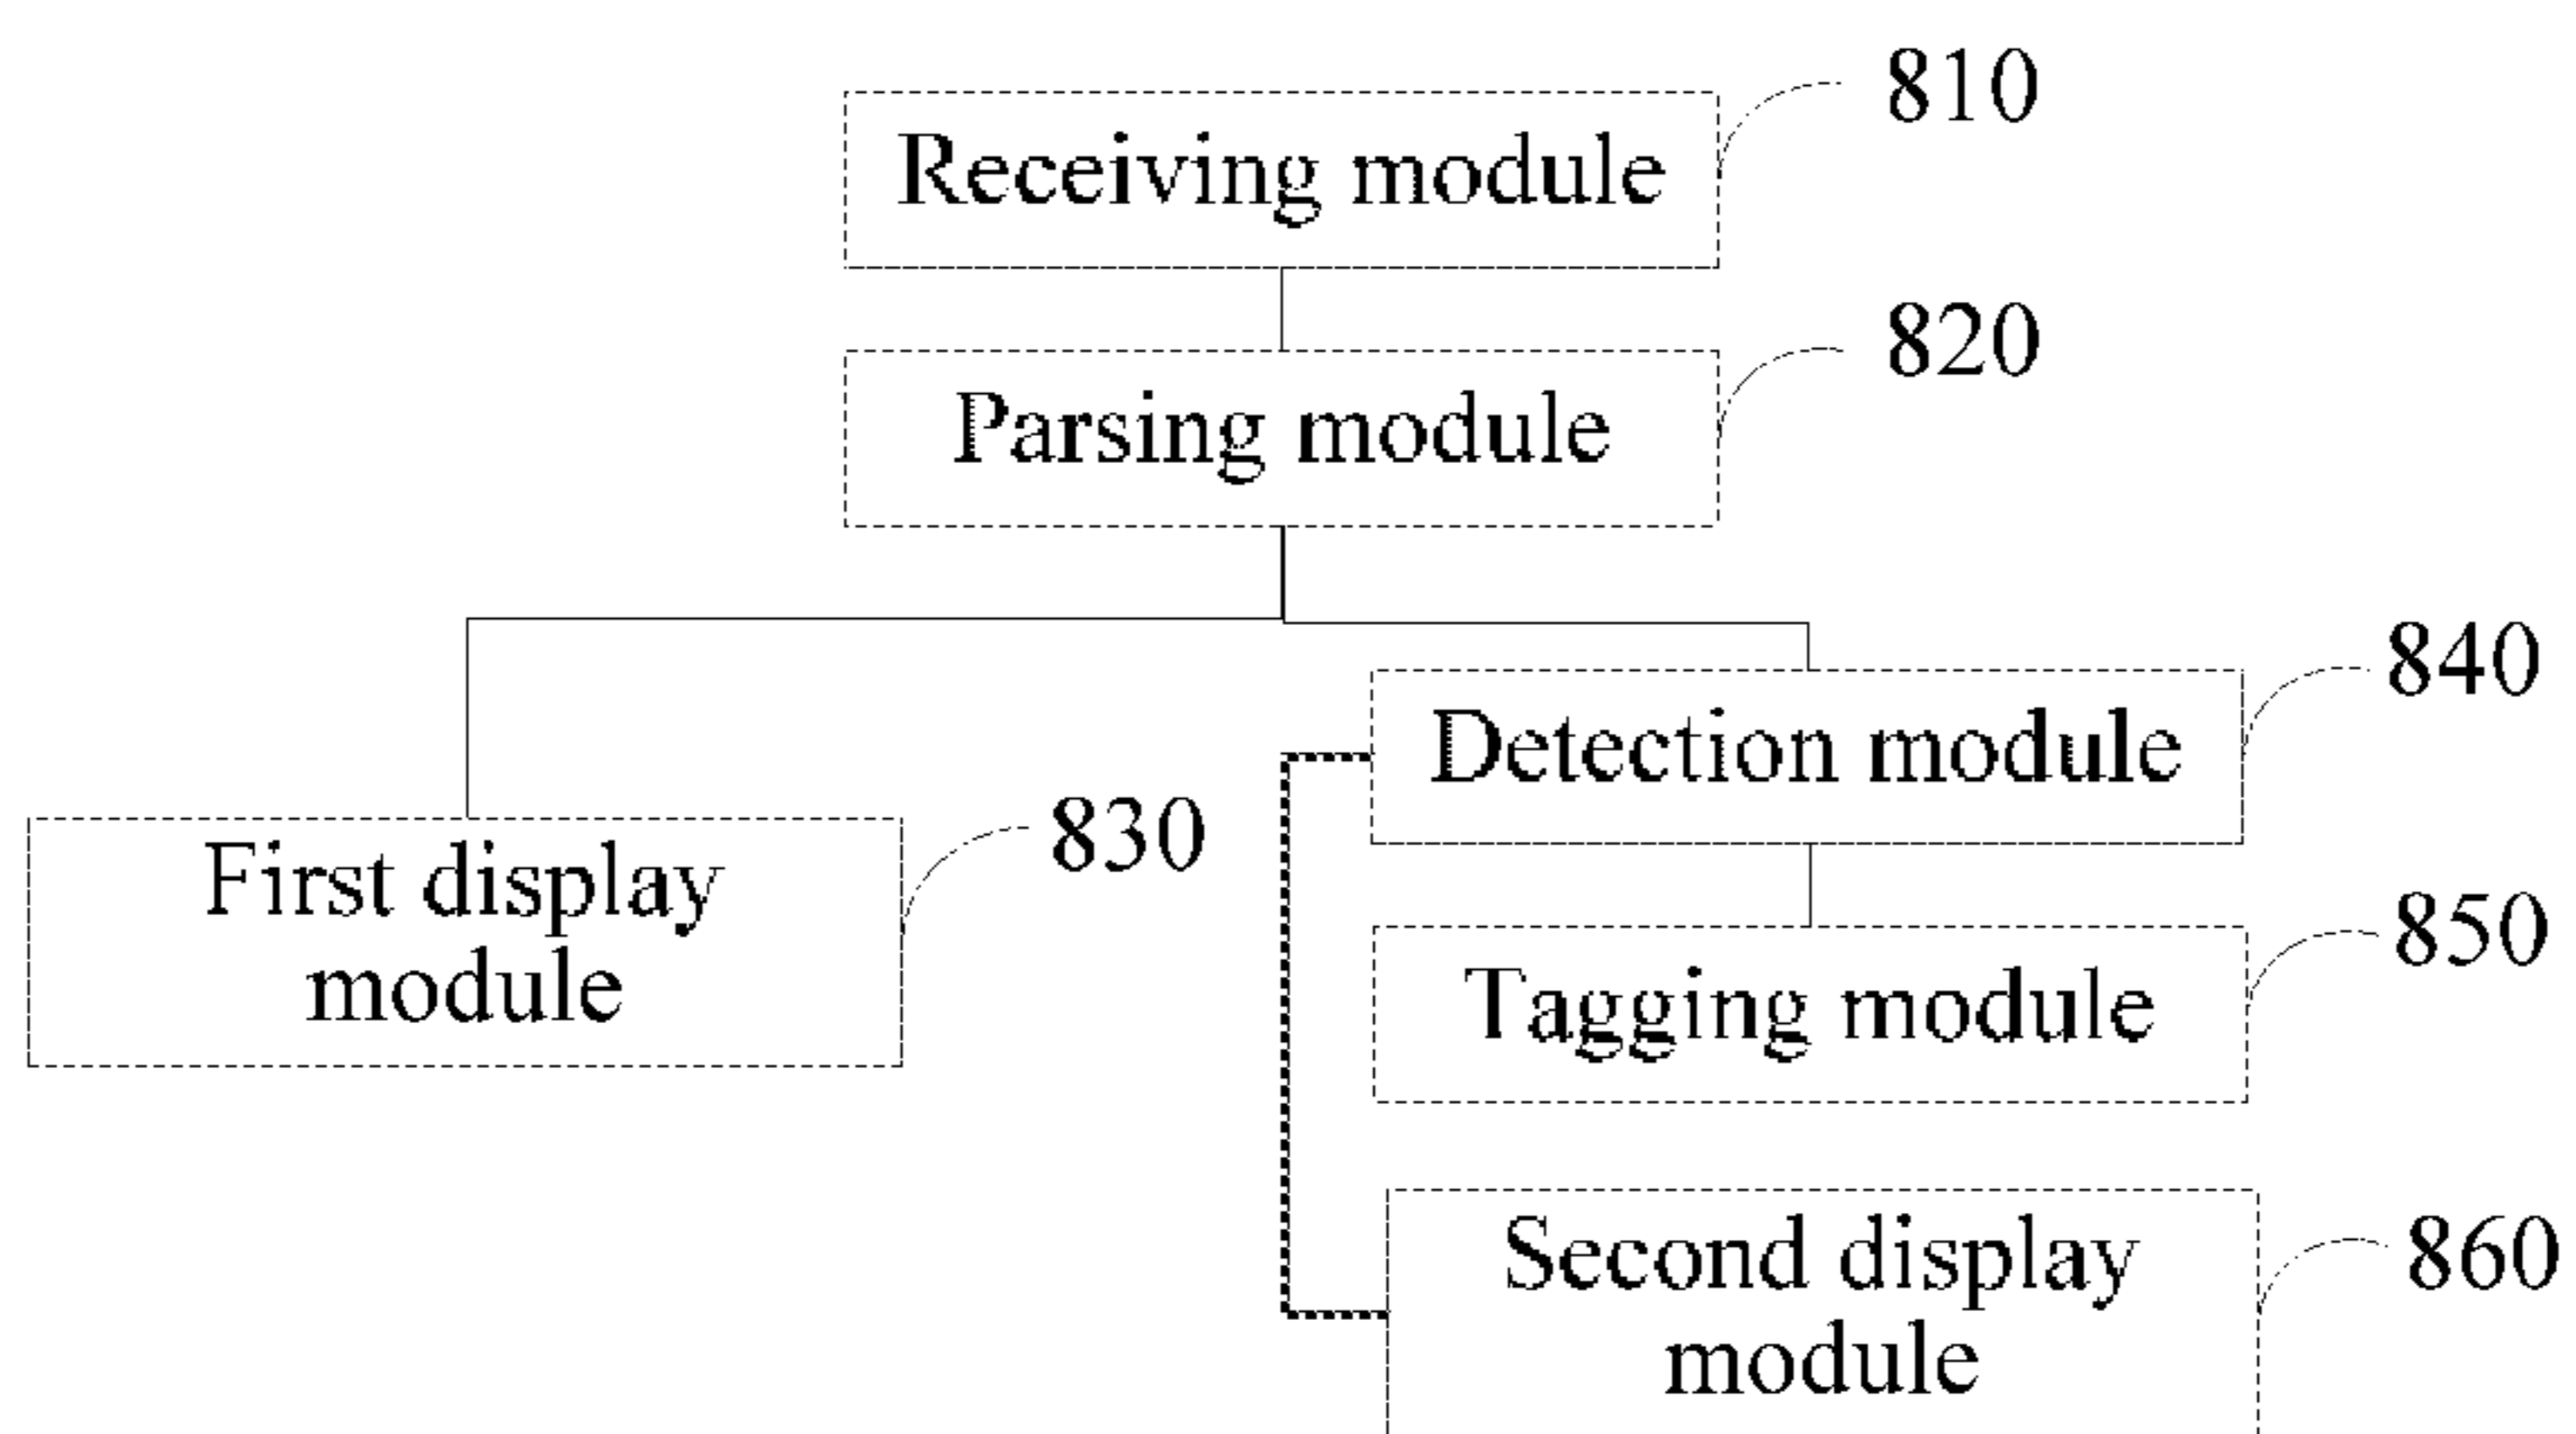 810
Receiving module
820
Parsing module
840
Detection module
830
First display
module
850
Tagging module
860
Second display
module